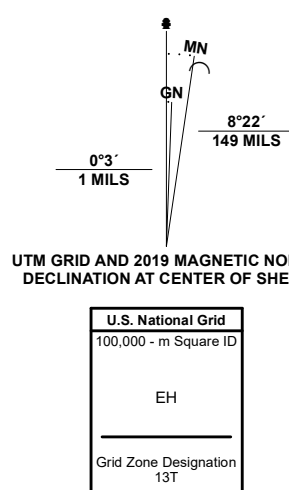 MN
GN
8°22´
149 MILS
0°3´
1 MILS
UTM GRID AND 2019 MAGNETIC NO
DECLINATION AT CENTER OF SHE
U.S. National Grid
100,000 - m Square ID
EH
Grid Zone Designation
13T